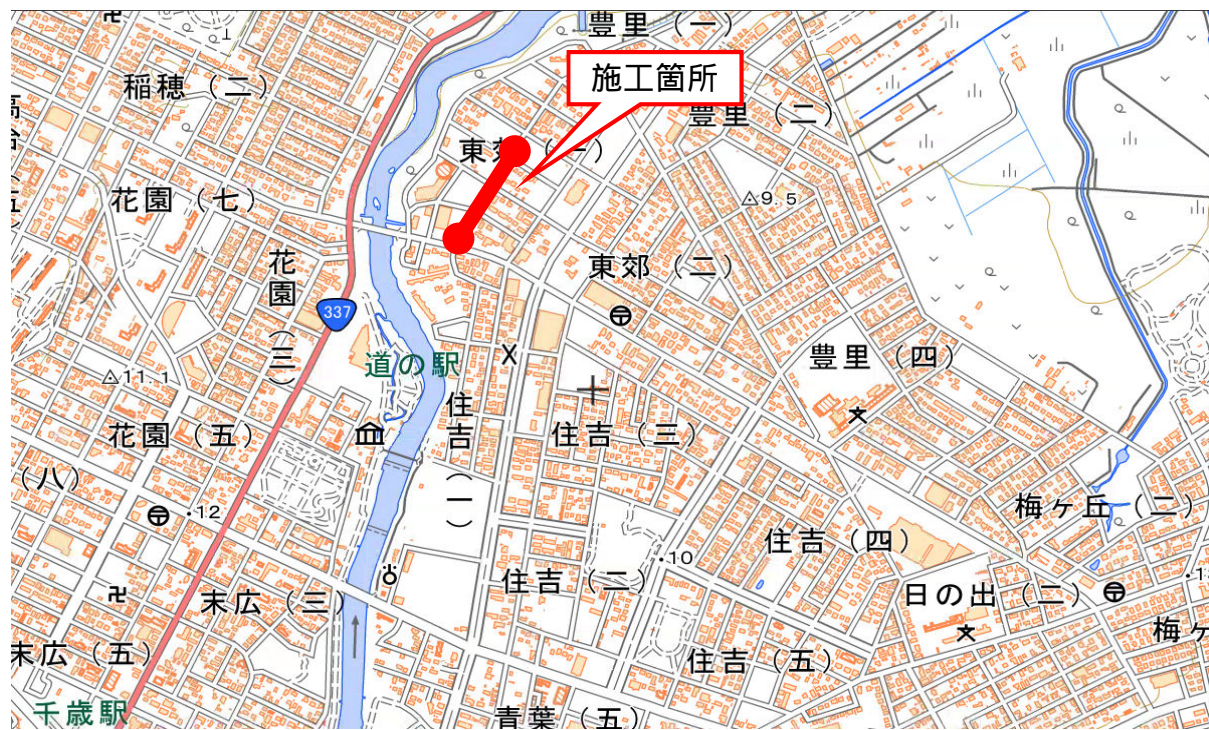 豊里(一)
稲穂(二)
施工箇所
豊里(二)
東郊(一)
花園(七)
9.5
花園(三)
東郊(二)
337
道の駅
豊里(四)
11.1
住吉(一)
花園(五)
住吉(三)
(八)
梅ヶ丘(二)
12
住吉(四)
10
住吉(二)
末広(三)
日の出(二)
末広(五)
住吉(五)
梅ヶ
千歳駅
青葉(五)